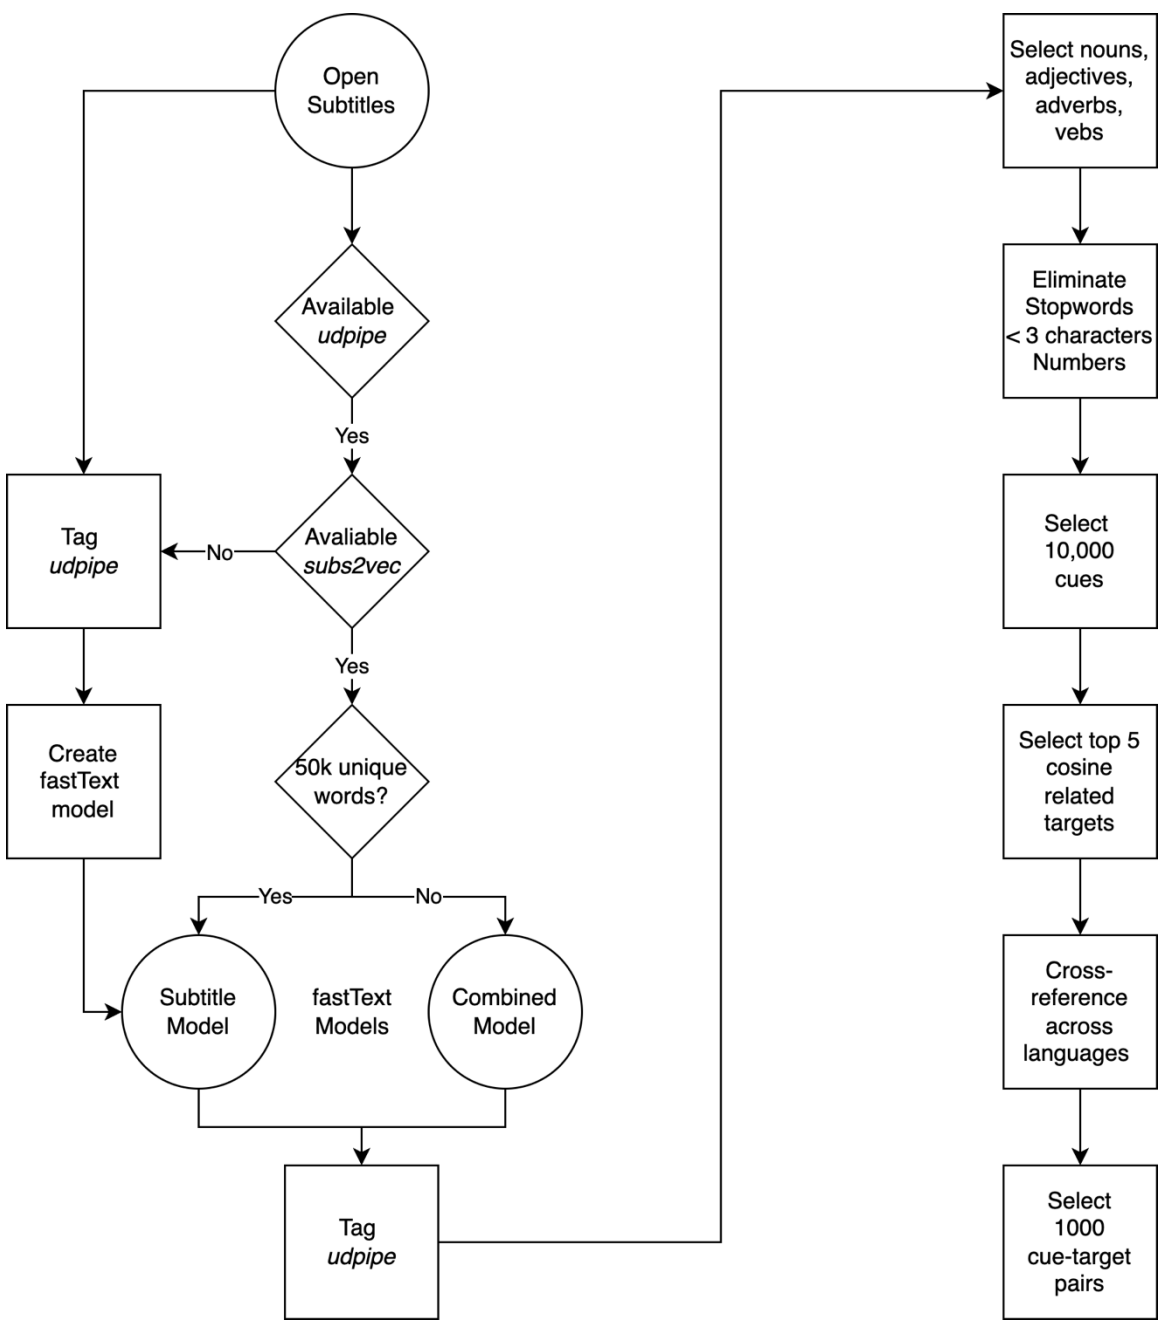 Open
Subtitles
Available
udpipe
Yes
Avaliable
subs2vec
No
Tag
udpipe
Yes
Create
fastText
model
50k unique
words?
Yes
No
Subtitle
Model
fastText
Models
Combined
Model
Tag
udpipe
Select nouns,
adjectives,
adverbs,
vebs
Eliminate
Stopwords
< 3 characters
Numbers
Select
10,000
cues
Select top 5
cosine
related
targets
Cross-
reference
across
languages
Select
1000
cue-target
pairs